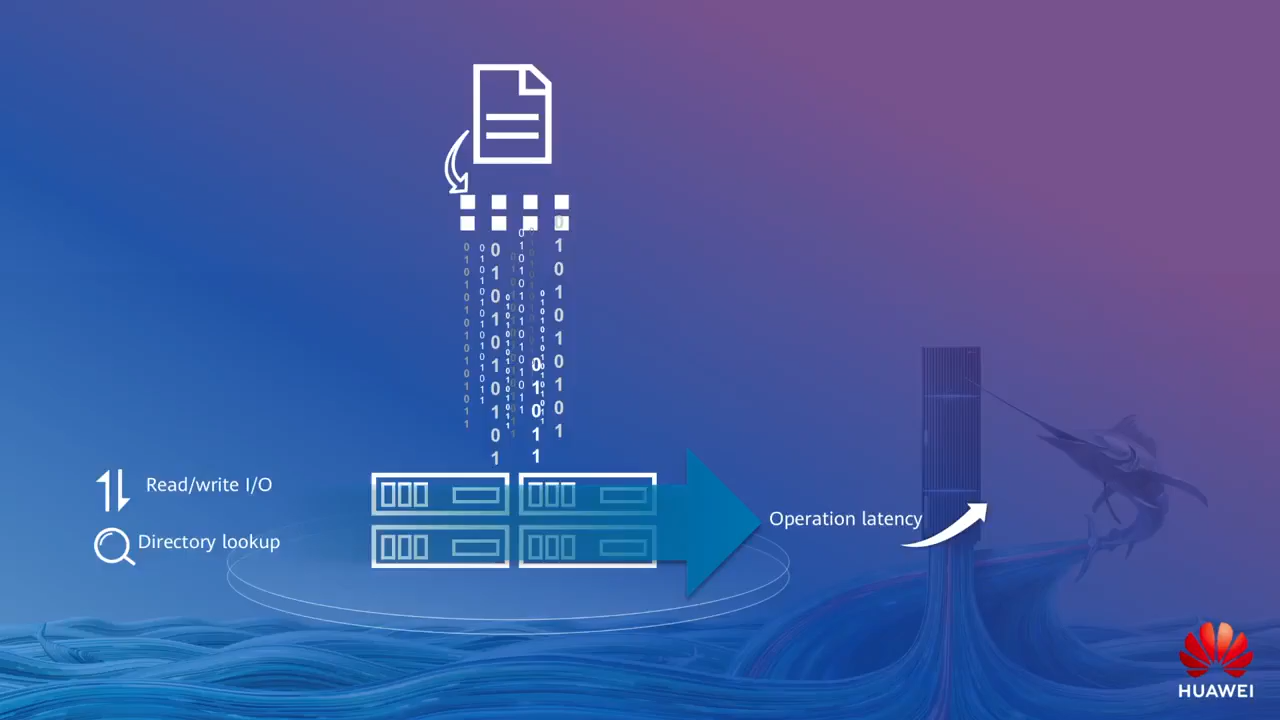 Read/write I/O
Directory lookup
Operation latency
HUAWEI